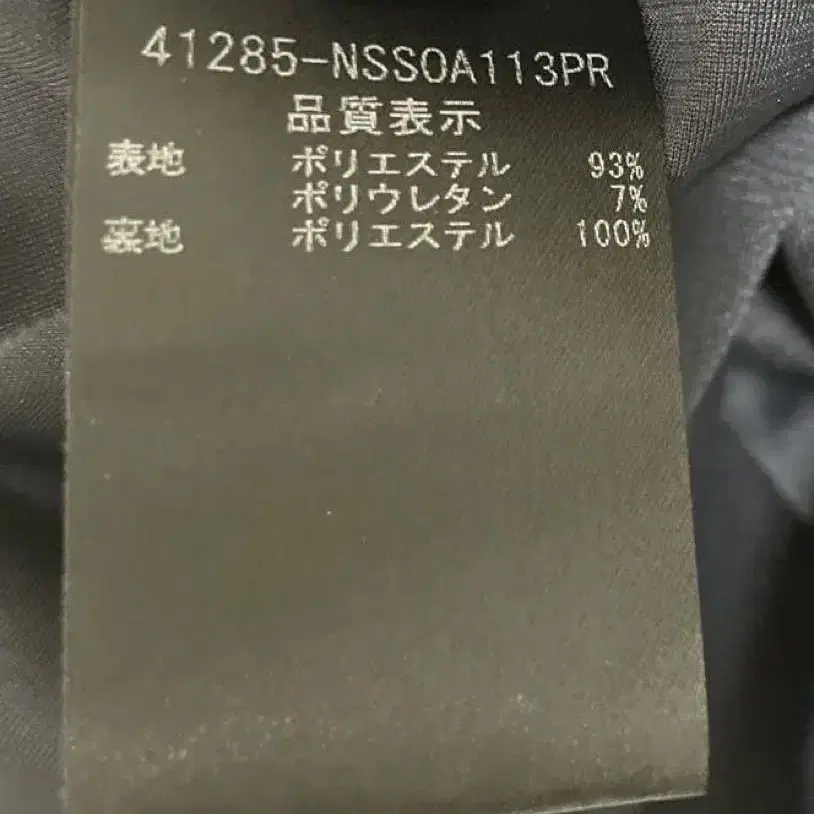 41285-NSSOA113PR
品質表示
表地 ポリエステル 93%
ポリウレタン 7%
裏地 ポリエステル 100%